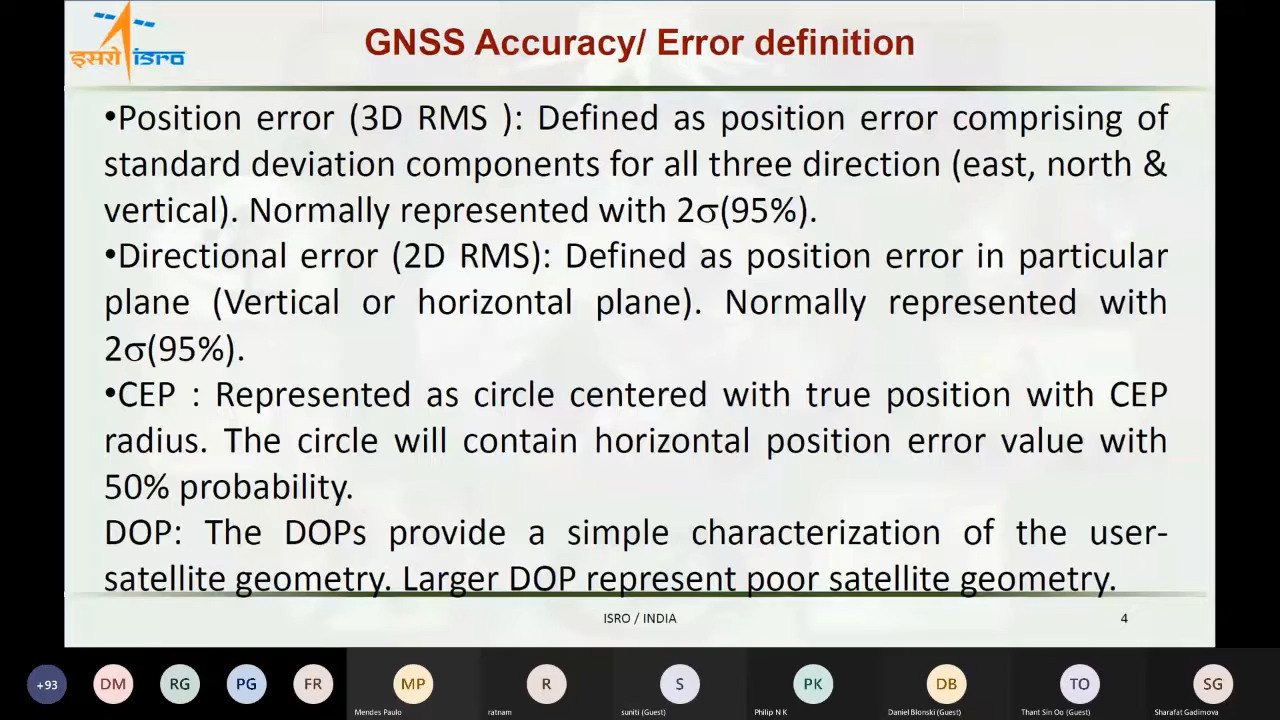 GNSS Accuracy/ Error definition
इसरो isro
•Position error (3D RMS ): Defined as position error comprising of
standard deviation components for all three direction (east, north &
vertical). Normally represented with 2σ(95%).
•Directional error (2D RMS): Defined as position error in particular
plane (Vertical or horizontal plane). Normally represented with
2σ(95%).
•CEP : Represented as circle centered with true position with CEP
radius. The circle will contain horizontal position error value with
50% probability.
DOP: The DOPs provide a simple characterization of the user-
satellite geometry. Larger DOP represent poor satellite geometry.
ISRO / INDIA
4
+93 DM RG PG FR MP R S PK DB TO SG
Mendes Paulo ratnam suniti (Guest) Philip N K Daniel Blonski (Guest) Thant Sin Oo (Guest) Sharafat Gadimova